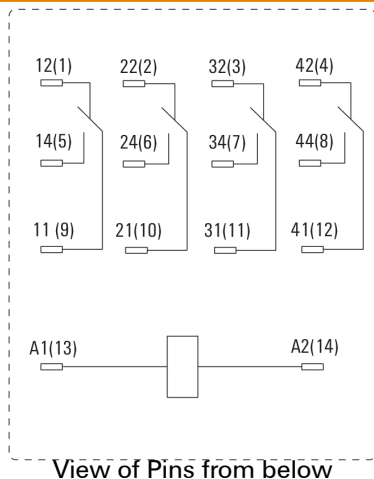 12(1) 22(2) 32(3) 42(4)
14(5) 24(6) 34(7) 44(8)
11 (9) 21(10) 31(11) 41(12)
A1(13) A2(14)
View of Pins from below